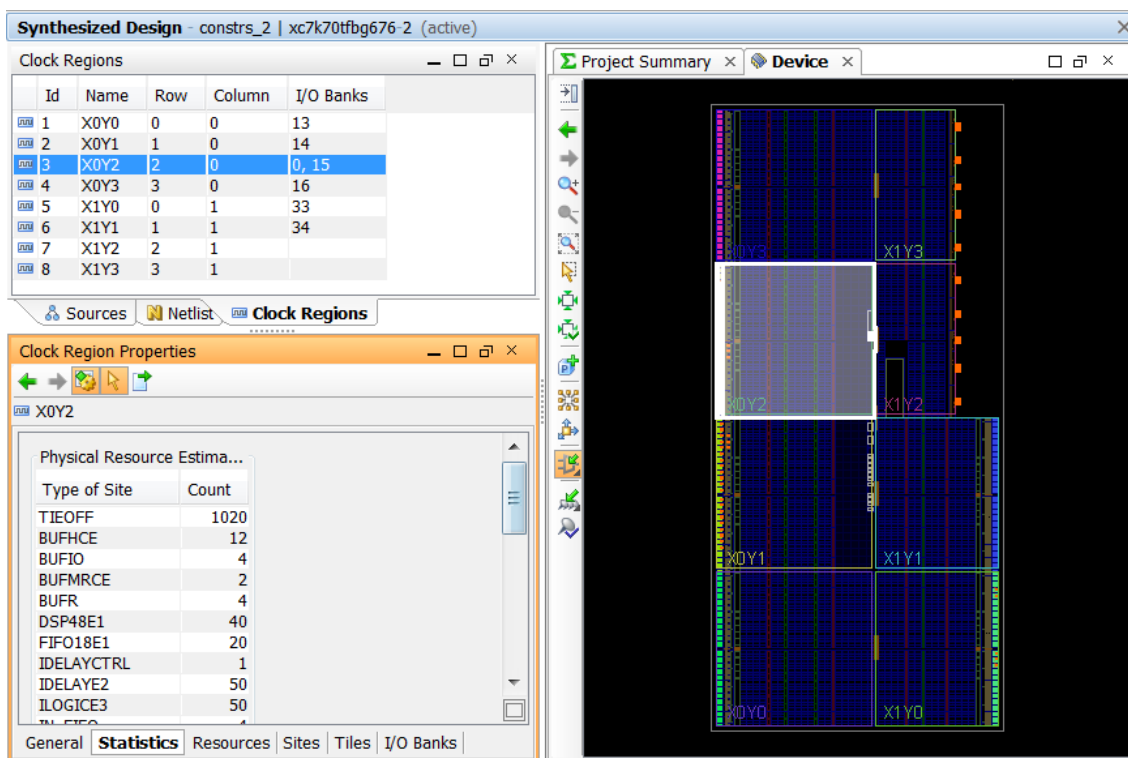 Synthesized Design - constrs_2 | xc7k70tfbg676-2 (active)
Clock Regions
Id Name Row Column I/O Banks
1 X0Y0 0 0 13
2 X0Y1 1 0 14
3 X0Y2 2 0 0, 15
4 X0Y3 3 0 16
5 X1Y0 0 1 33
6 X1Y1 1 1 34
7 X1Y2 2 1
8 X1Y3 3 1
Sources Netlist Clock Regions
Clock Region Properties
X0Y2
Physical Resource Estima...
Type of Site Count
TIEOFF 1020
BUFHCE 12
BUFIO 4
BUFMRCE 2
BUFR 4
DSP48E1 40
FIFO18E1 20
IDELAYCTRL 1
IDELAYE2 50
ILOGICE3 50
General Statistics Resources Sites Tiles I/O Banks
Project Summary Device
X0Y3 X1Y3
X0Y2 X1Y2
X0Y1 X1Y1
X0Y0 X1Y0